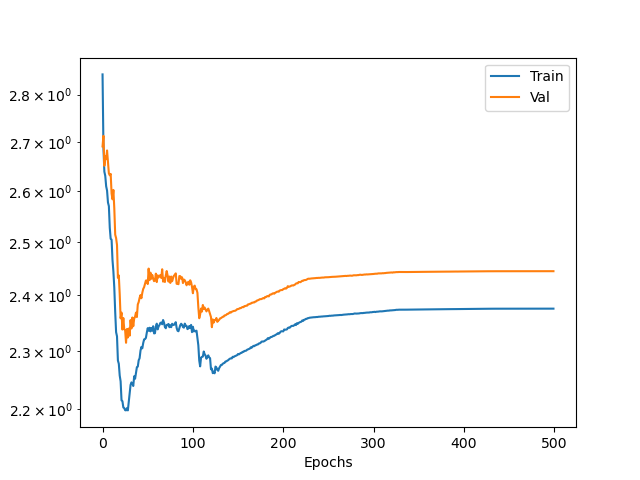 2.8 × 10⁰
2.7 × 10⁰
2.6 × 10⁰
2.5 × 10⁰
2.4 × 10⁰
2.3 × 10⁰
2.2 × 10⁰
Train
Val
0 100 200 300 400 500
Epochs